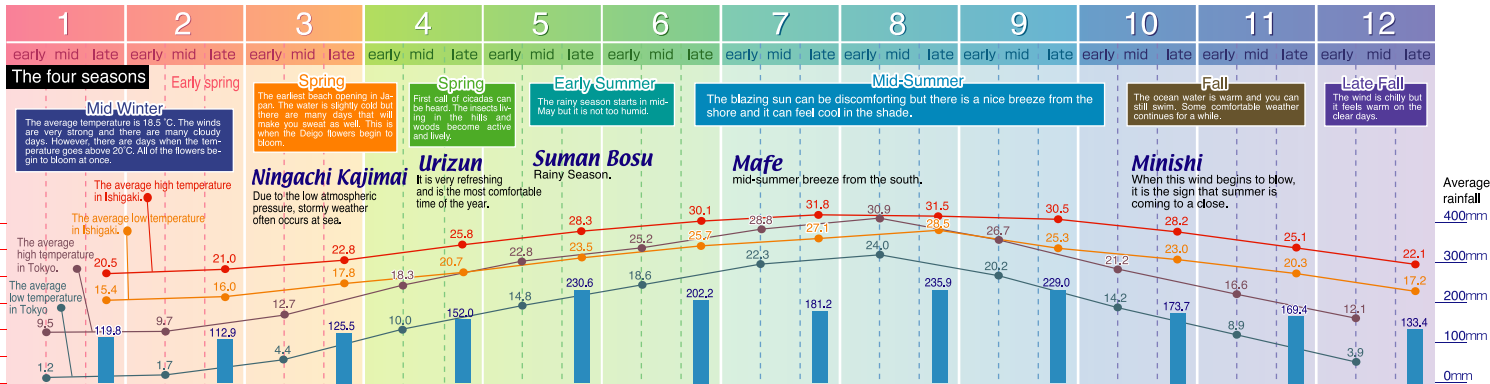 1 2 3 4 5 6 7 8 9 10 11 12
early mid late early mid late early mid late early mid late early mid late early mid late early mid late early mid late early mid late early mid late early mid late early mid late
The four seasons
Mid Winter
The average temperature is 18.5 °C. The winds
are very strong and there are many cloudy
days. However, there are days when the tem-
perature goes above 20°C. All of the flowers be-
gin to bloom at once.
Early spring
Spring
The earliest beach opening in Ja-
pan. The water is slightly cold but
there are many days that will
make you sweat as well. This is
when the Deigo flowers begin to
bloom.
Spring
First call of cicadas can
be heard. The insects liv-
ing in the hills and
woods become active
and lively.
Early Summer
The rainy season starts in mid-
May but it is not too humid.
Mid-Summer
The blazing sun can be discomforting but there is a nice breeze from the
shore and it can feel cool in the shade.
Fall
The ocean water is warm and you can
still swim. Some comfortable weather
continues for a while.
Late Fall
The wind is chilly but
it feels warm on the
clear days.
Ningachi Kajimai
Due to the low atmospheric
pressure, stormy weather
often occurs at sea.
Urizun
It is very refreshing
and is the most comfortable
time of the year.
Suman Bosu
Rainy Season.
Mafe
mid-summer breeze from the south.
Minishi
When this wind begins to blow,
it is the sign that summer is
coming to a close.
Average
rainfall
400mm
300mm
200mm
100mm
0mm
The average high temperature
in Ishigaki.
20.5 21.0 22.8 25.8 28.3 30.1 31.8 31.5 30.5 28.2 25.1 22.1
The average low temperature
in Ishigaki.
15.4 16.0 17.8 20.7 23.5 25.7 27.1 28.5 25.3 23.0 20.3 17.2
The average
high temperature
in Tokyo.
9.5 9.7 12.7 18.3 22.8 25.2 28.8 30.9 26.7 21.2 16.6 12.1
The average
low temperature
in Tokyo
1.2 1.7 4.4 10.0 14.8 18.6 22.3 24.0 20.2 14.2 8.9 3.9
119.8 112.9 125.5 152.0 230.6 202.2 181.2 235.9 229.0 173.7 169.4 133.4